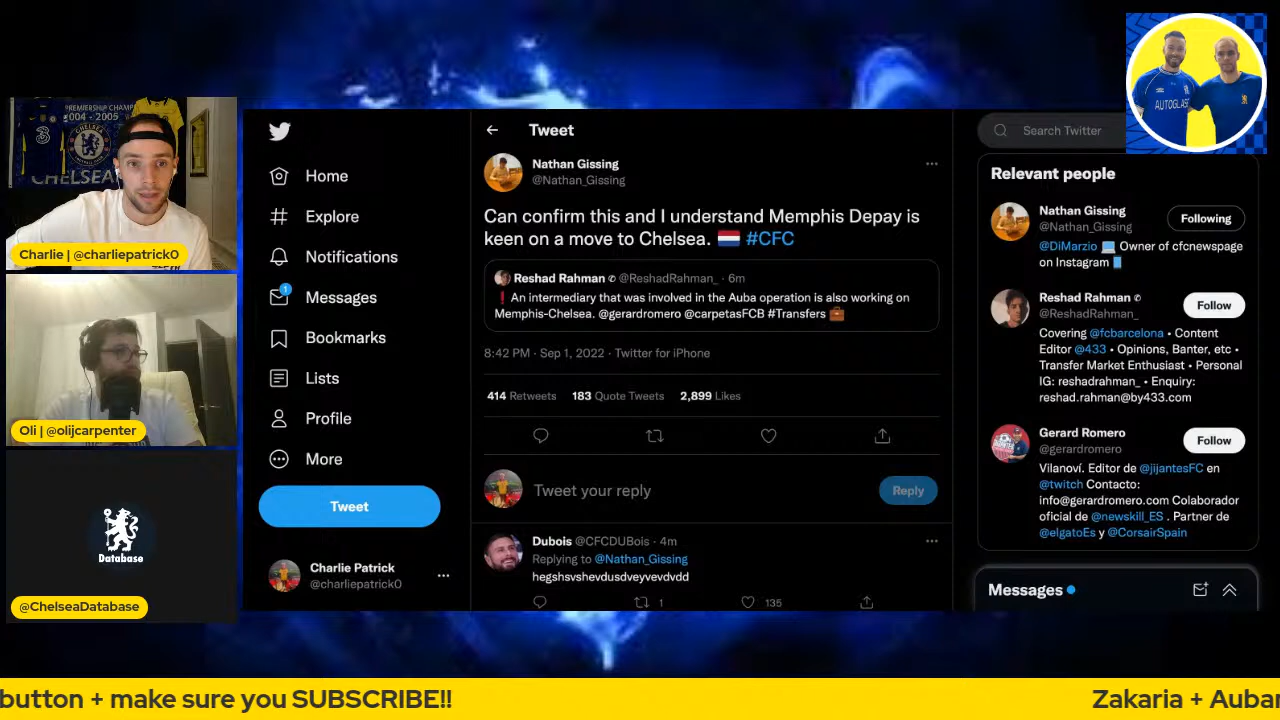 PREMIERSHIP CHAMP
2004 - 2005
3
CHELSEA
Charlie | @charliepatrick0
Oli | @olijcarpenter
Database
@ChelseaDatabase
Home
Explore
Notifications
1
Messages
Bookmarks
Lists
Profile
More
Tweet
Charlie Patrick
@charliepatrick0
Tweet
Nathan Gissing
@Nathan_Gissing
Can confirm this and I understand Memphis Depay is
keen on a move to Chelsea. 🇳🇱 #CFC
Reshad Rahman ✆ @ReshadRahman_ · 6m
❗ An intermediary that was involved in the Auba operation is also working on
Memphis-Chelsea. @gerardromero @carpetasFCB #Transfers 💼
8:42 PM · Sep 1, 2022 · Twitter for iPhone
414 Retweets 183 Quote Tweets 2,899 Likes
Tweet your reply
Reply
Dubois @CFCDUBois · 4m
Replying to @Nathan_Gissing
hegshsvshevdusdveyvevdvdd
1 135
AUTOGLASS
Search Twitter
Relevant people
Nathan Gissing
@Nathan_Gissing
Following
@DiMarzio 💻 Owner of cfcnewspage
on Instagram 📘
Reshad Rahman ✆
@ReshadRahman_
Follow
Covering @fcbarcelona • Content
Editor @433 • Opinions, Banter, etc •
Transfer Market Enthusiast • Personal
IG: reshadrahman_ • Enquiry:
reshad.rahman@by433.com
Gerard Romero
@gerardromero
Follow
Vilanoví. Editor de @jijantesFC en
@twitch Contacto:
info@gerardromero.com Colaborador
oficial de @newskill_ES . Partner de
@elgatoEs y @CorsairSpain
Messages
button + make sure you SUBSCRIBE!!
Zakaria + Aubar